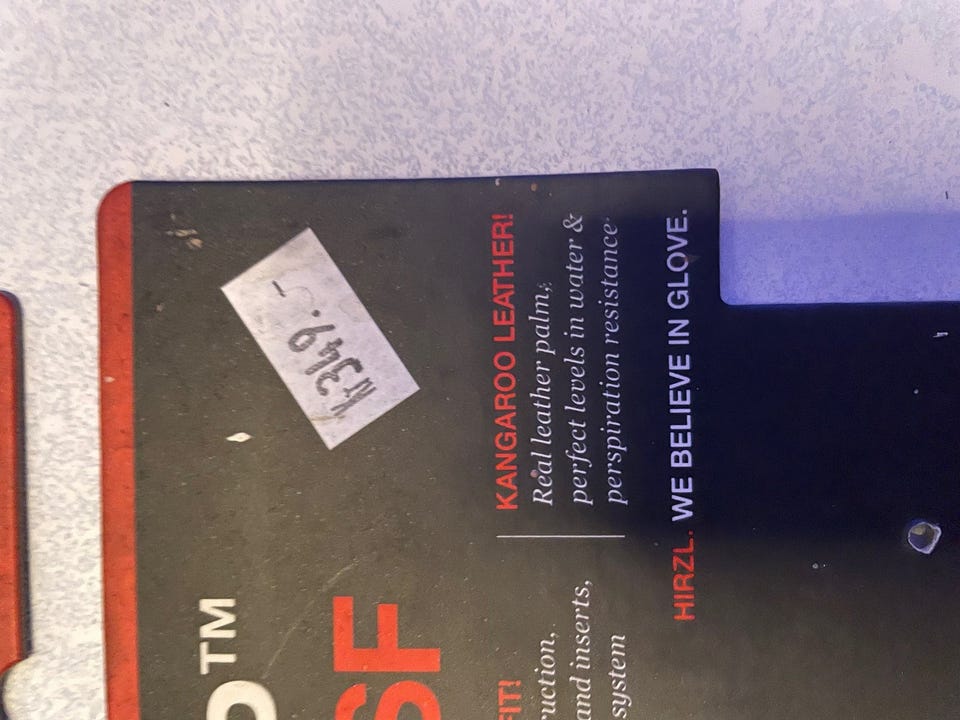 349.-
™
SF
FIT!
ruction,
and inserts,
system
KANGAROO LEATHER!
Real leather palm,
perfect levels in water &
perspiration resistance
HIRZL. WE BELIEVE IN GLOVE.